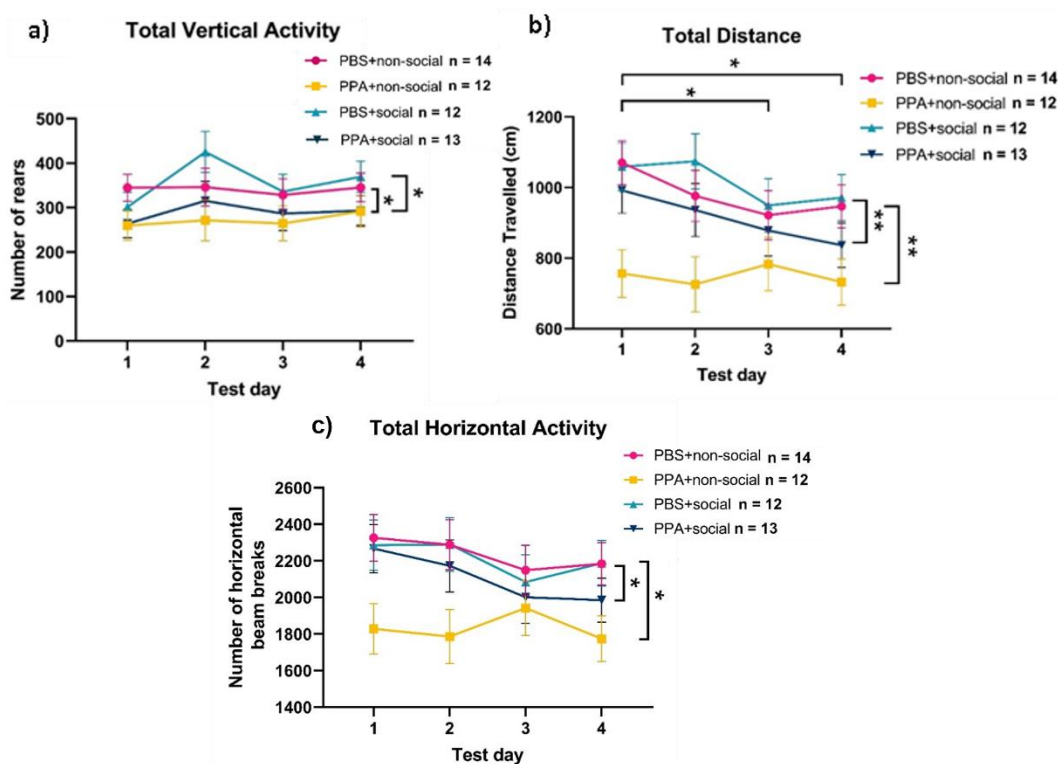 a) Total Vertical Activity
PBS+non-social n = 14
PPA+non-social n = 12
PBS+social n = 12
PPA+social n = 13
Number of rears
500
400
300
200
300
0
1 2 3 4
Test day
*
*
b) Total Distance
PBS+non-social n = 14
PPA+non-social n = 12
PBS+social n = 12
PPA+social n = 13
Distance Travelled (cm)
1200
1000
800
600
1 2 3 4
Test day
*
*
**
**
c) Total Horizontal Activity
PBS+non-social n = 14
PPA+non-social n = 12
PBS+social n = 12
PPA+social n = 13
Number of horizontal
beam breaks
2600
2400
2200
2000
1800
1600
1400
1 2 3 4
Test day
*
*